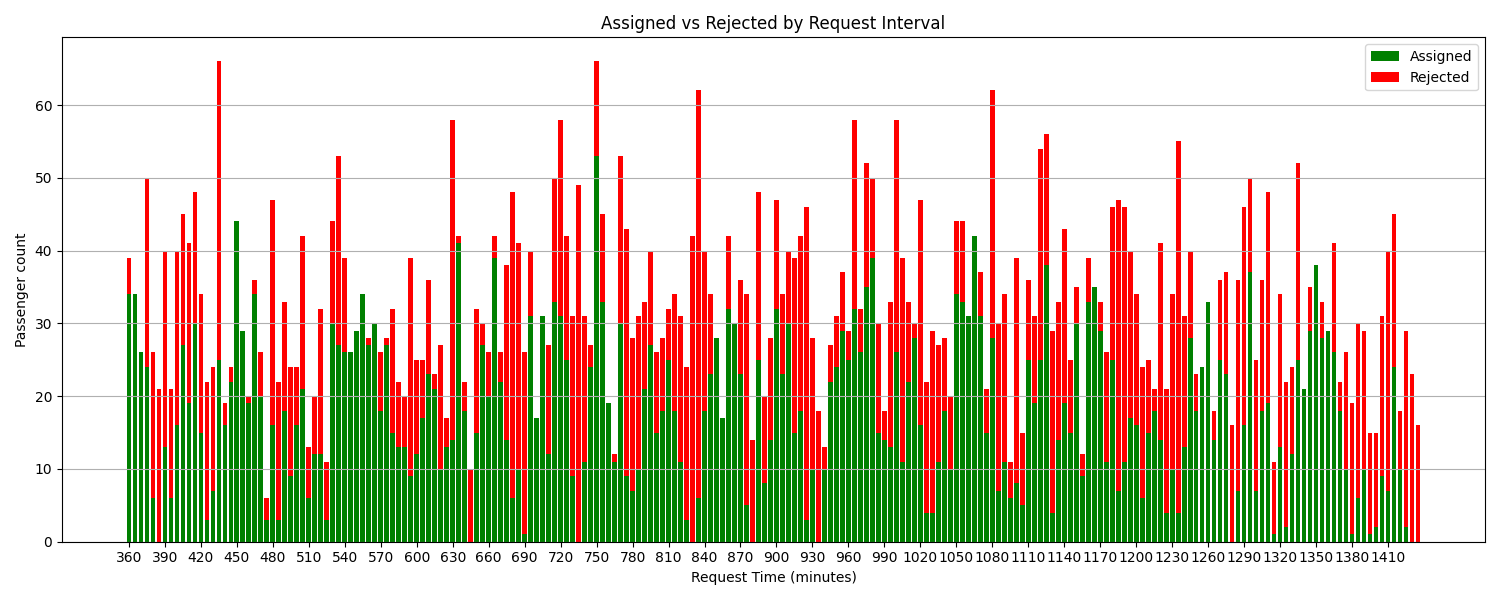 Assigned vs Rejected by Request Interval
Assigned
Rejected
Passenger count
60
50
40
30
20
10
0
360 390 420 450 480 510 540 570 600 630 660 690 720 750 780 810 840 870 900 930 960 990 1020 1050 1080 1110 1140 1170 1200 1230 1260 1290 1320 1350 1380 1410
Request Time (minutes)